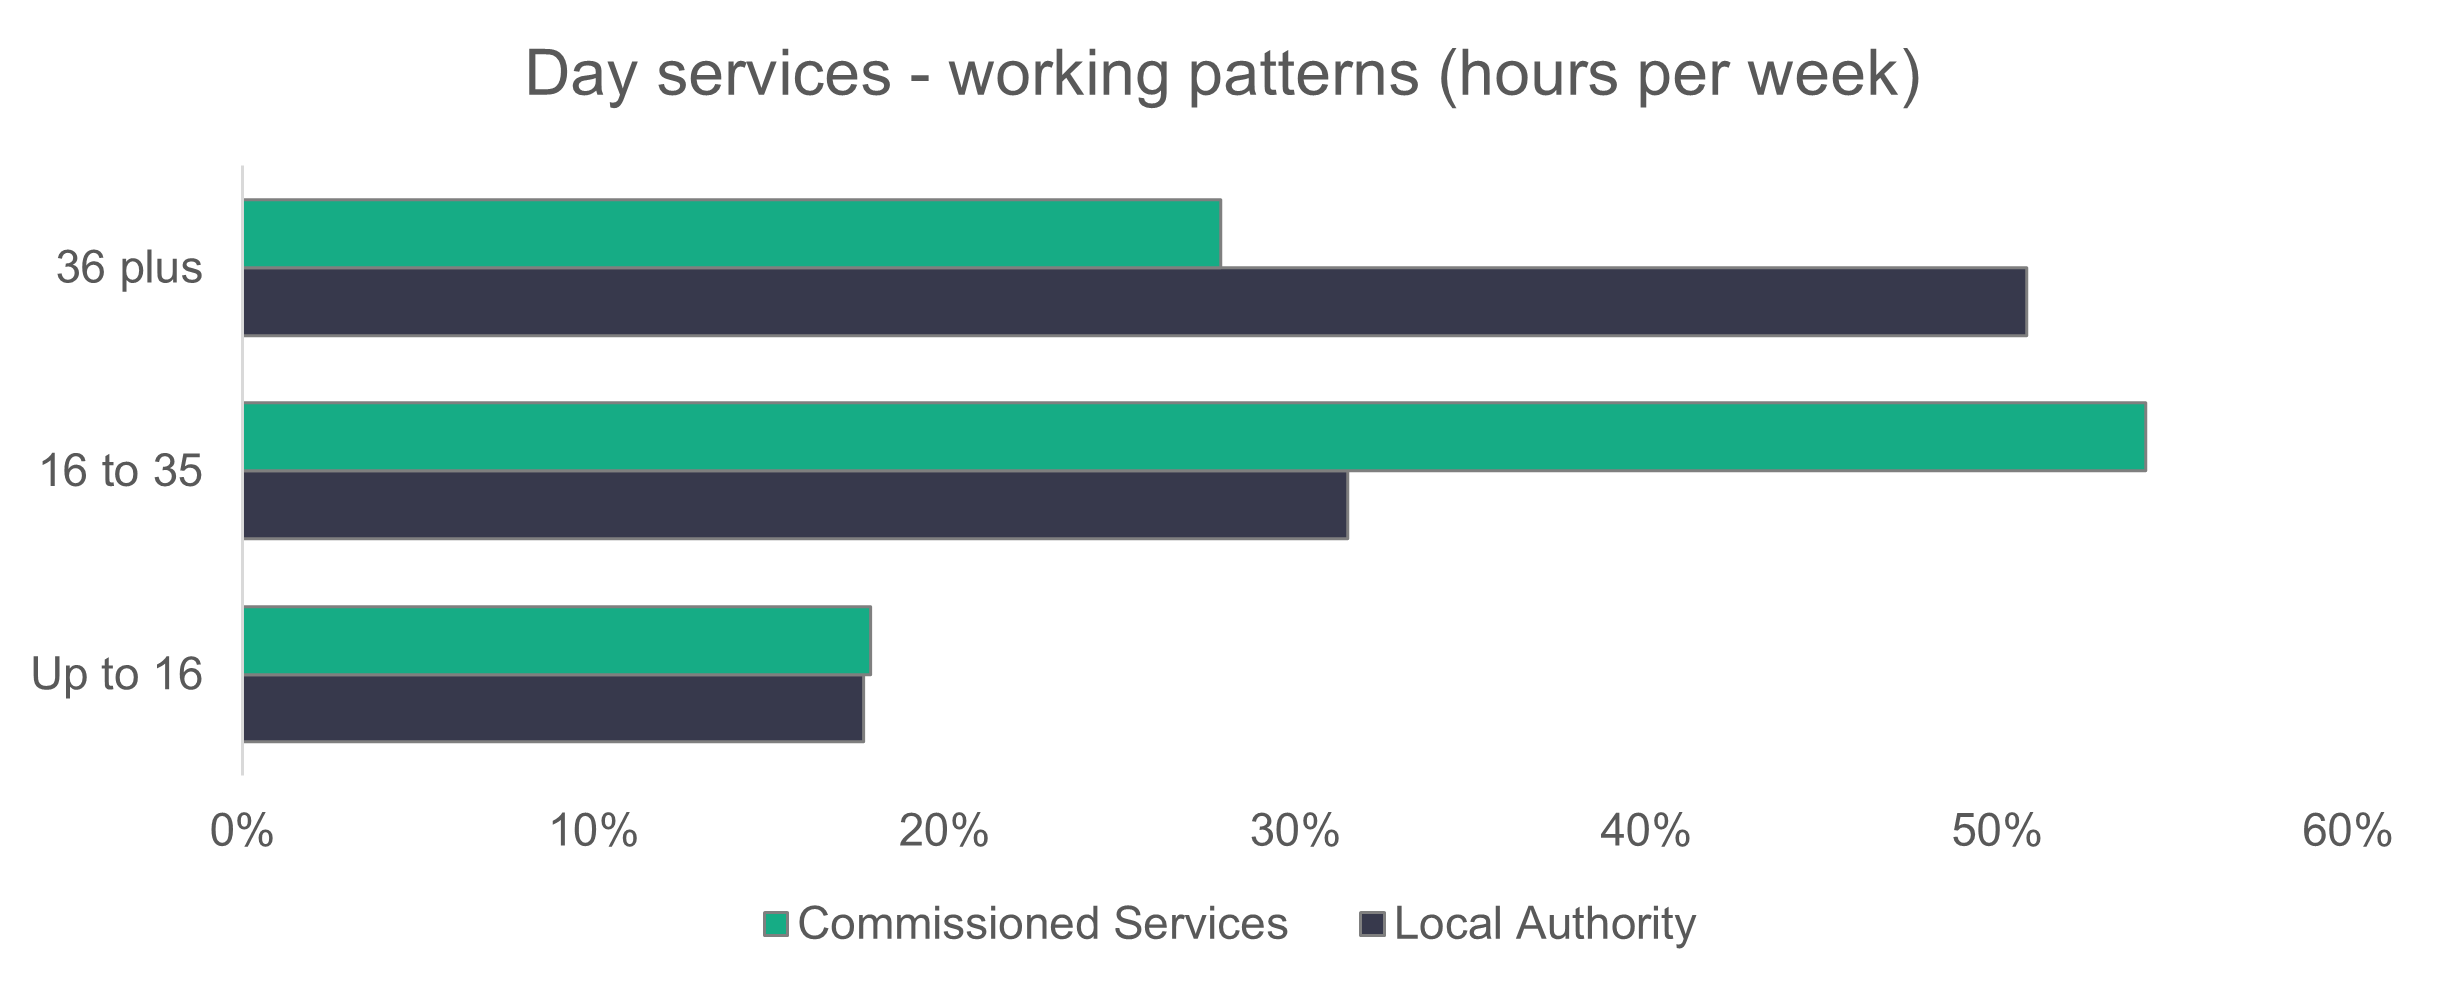 Day services - working patterns (hours per week)
36 plus
16 to 35
Up to 16
0% 10% 20% 30% 40% 50% 60%
Commissioned Services Local Authority